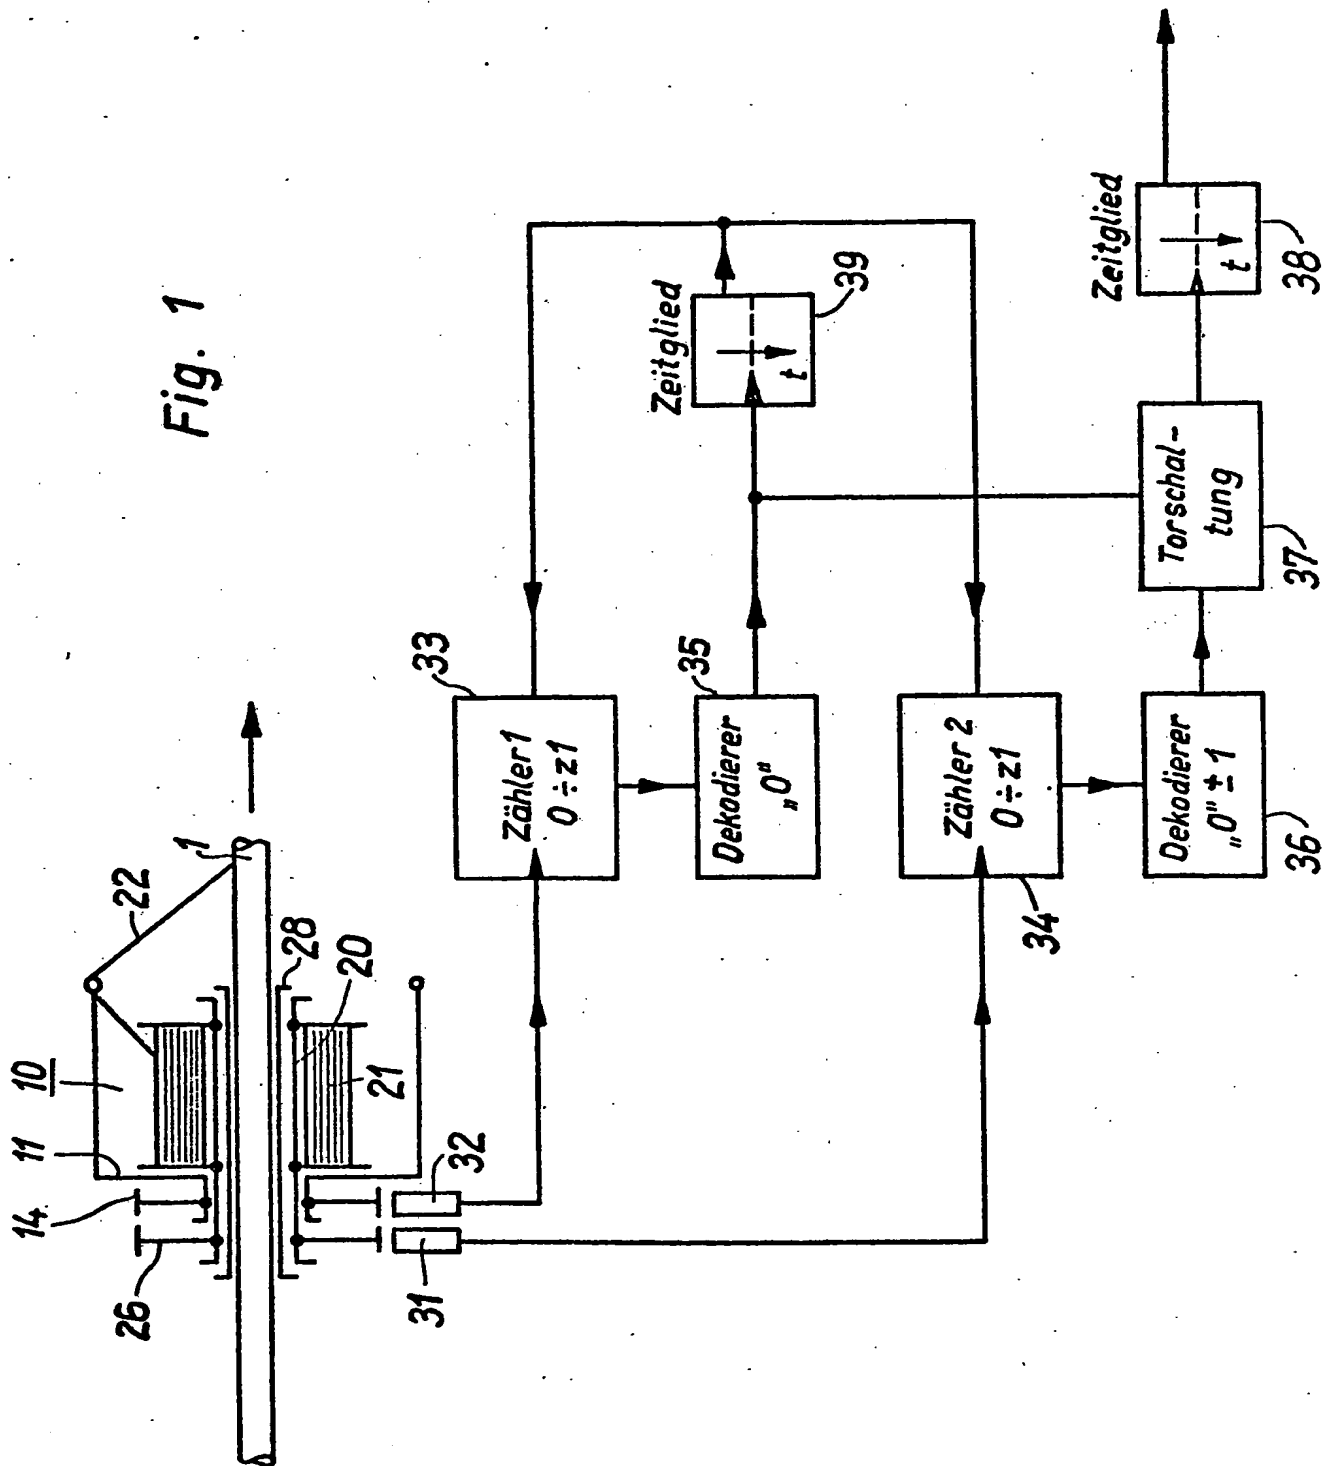 Fig. 1
10
11
14
26
22
1
28
20
21
32
31
33
Zähler 1
0÷z1
35
Dekodierer
„0"
Zeitglied
t
39
34
Zähler 2
0÷z1
36
Dekodierer
„0" ÷ 1
37
Torschal-
tung
Zeitglied
t
38